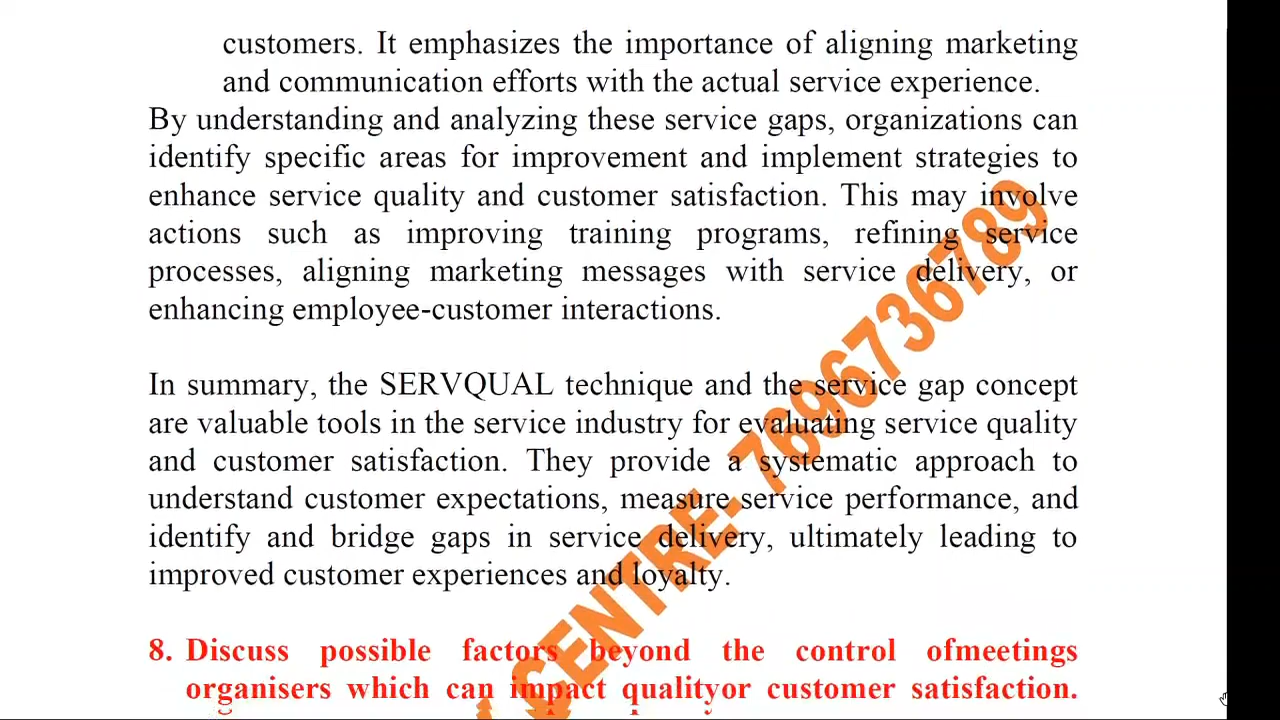 customers. It emphasizes the importance of aligning marketing
and communication efforts with the actual service experience.
By understanding and analyzing these service gaps, organizations can
identify specific areas for improvement and implement strategies to
enhance service quality and customer satisfaction. This may involve
actions such as improving training programs, refining service
processes, aligning marketing messages with service delivery, or
enhancing employee-customer interactions.
In summary, the SERVQUAL technique and the service gap concept
are valuable tools in the service industry for evaluating service quality
and customer satisfaction. They provide a systematic approach to
understand customer expectations, measure service performance, and
identify and bridge gaps in service delivery, ultimately leading to
improved customer experiences and loyalty.
8. Discuss possible factors beyond the control ofmeetings
organisers which can impact qualityor customer satisfaction.
CENTRE- 7696736789